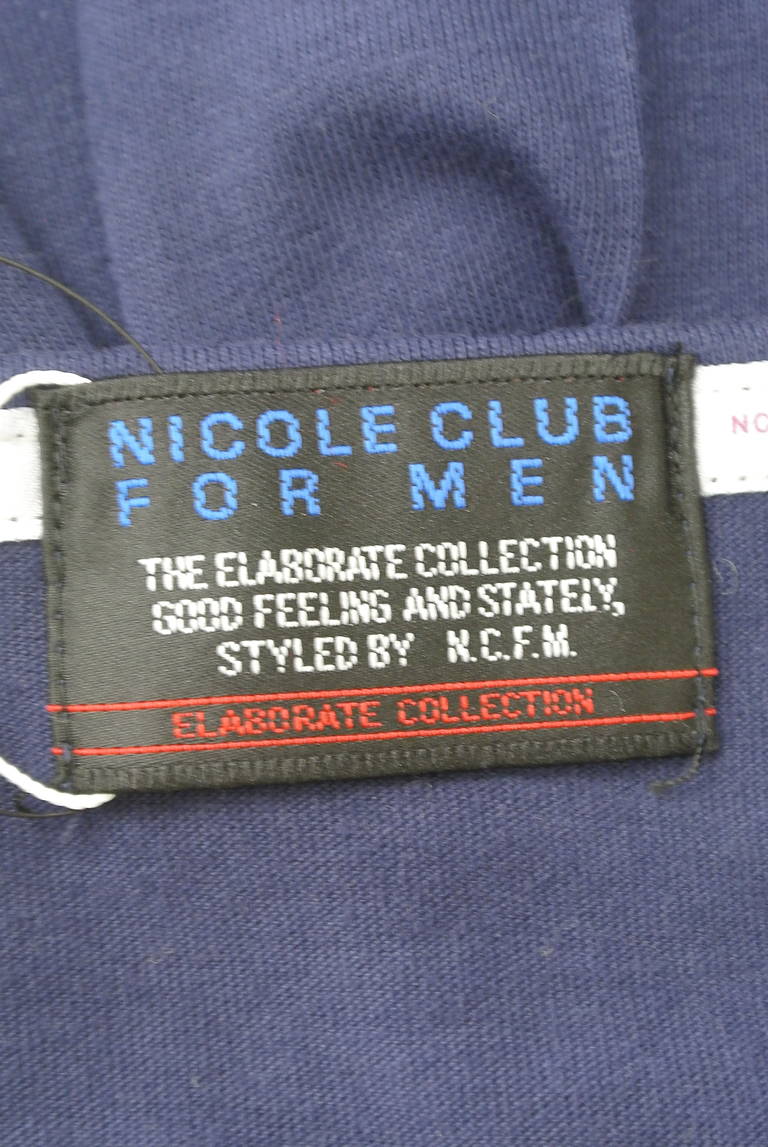 NICOLE CLUB
FOR MEN
THE ELABORATE COLLECTION
GOOD FEELING AND STATELY,
STYLED BY N.C.F.M.
ELABORATE COLLECTION